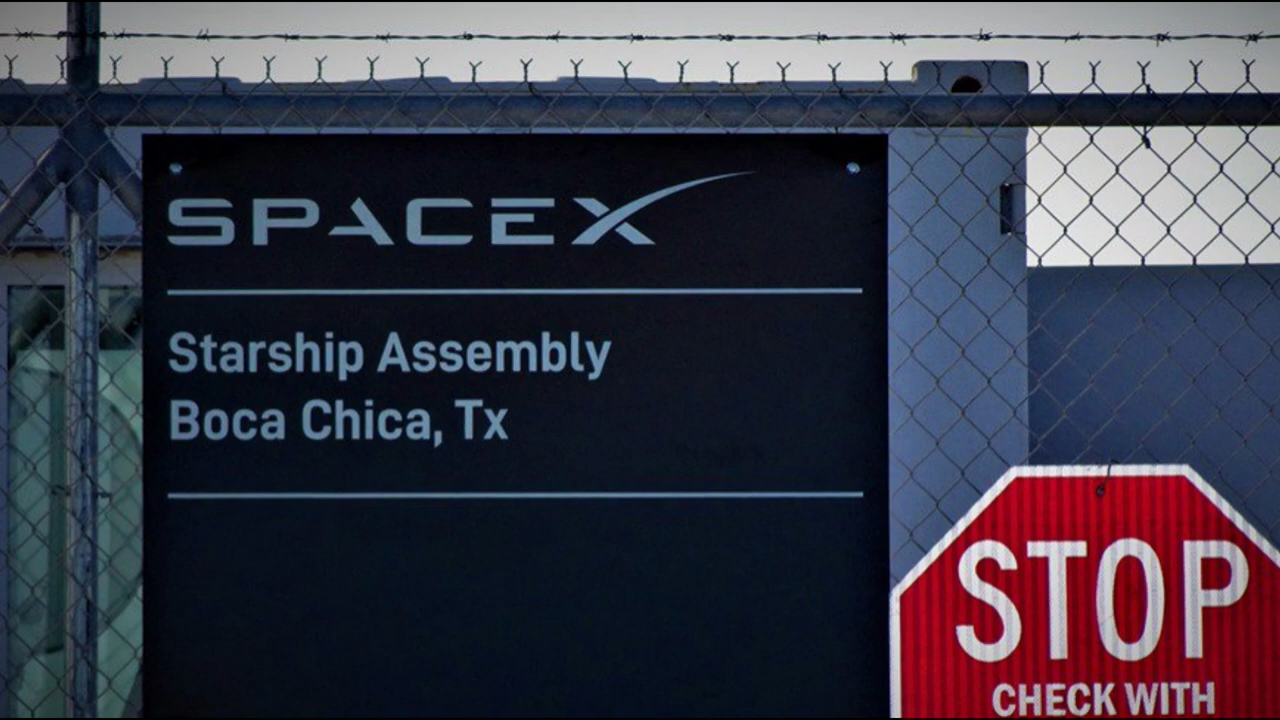 SPACEX
Starship Assembly
Boca Chica, Tx
STOP
CHECK WITH